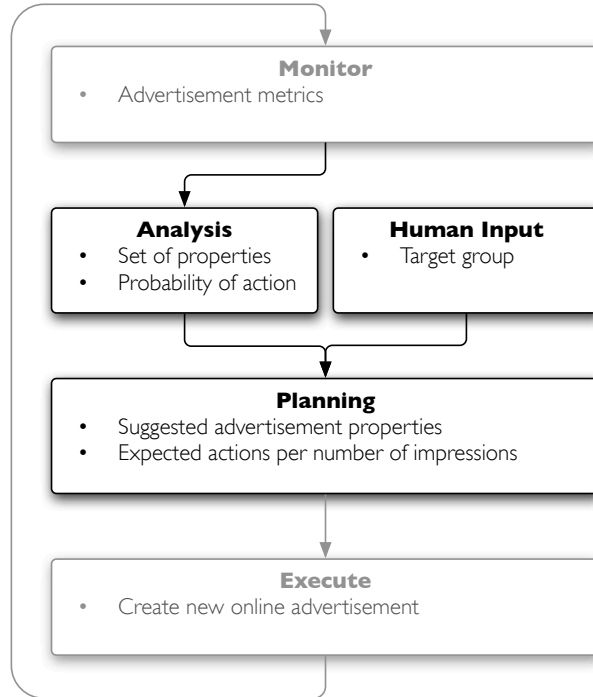 Monitor
• Advertisement metrics
Analysis
• Set of properties
• Probability of action
Human Input
• Target group
Planning
• Suggested advertisement properties
• Expected actions per number of impressions
Execute
• Create new online advertisement